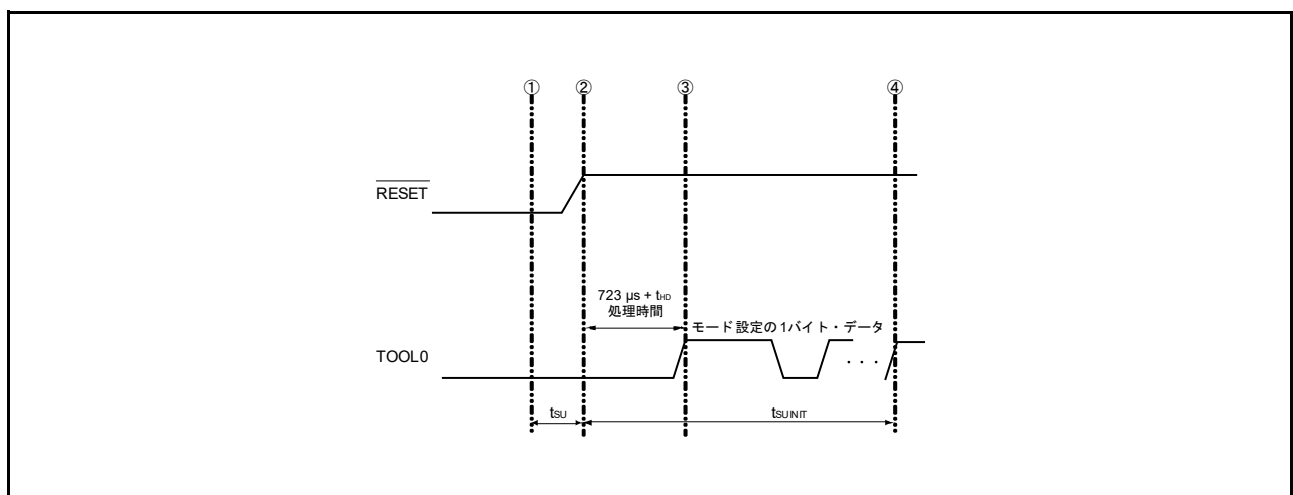 ① ② ③ ④
RESET
723 µs + tHD
処理時間
モード設定の1バイト・データ
TOOL0
・・・
tSU
tSUINIT